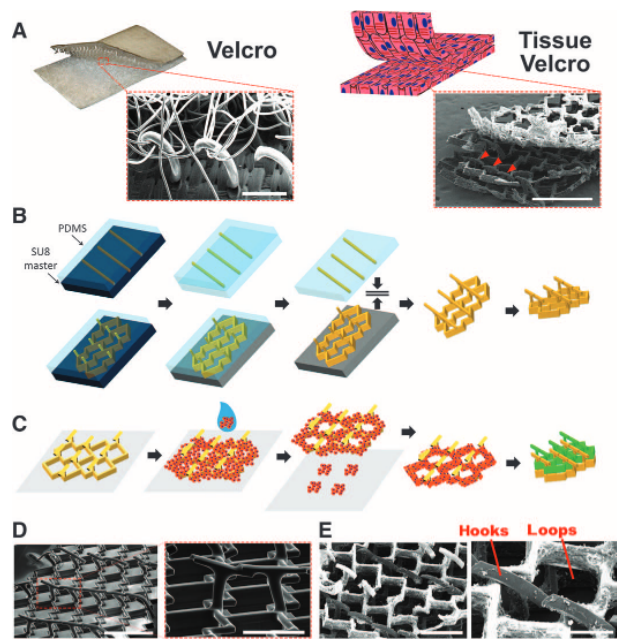 A
Velcro
Tissue
Velcro
B
PDMS
SU8
master
C
D
E
Hooks
Loops